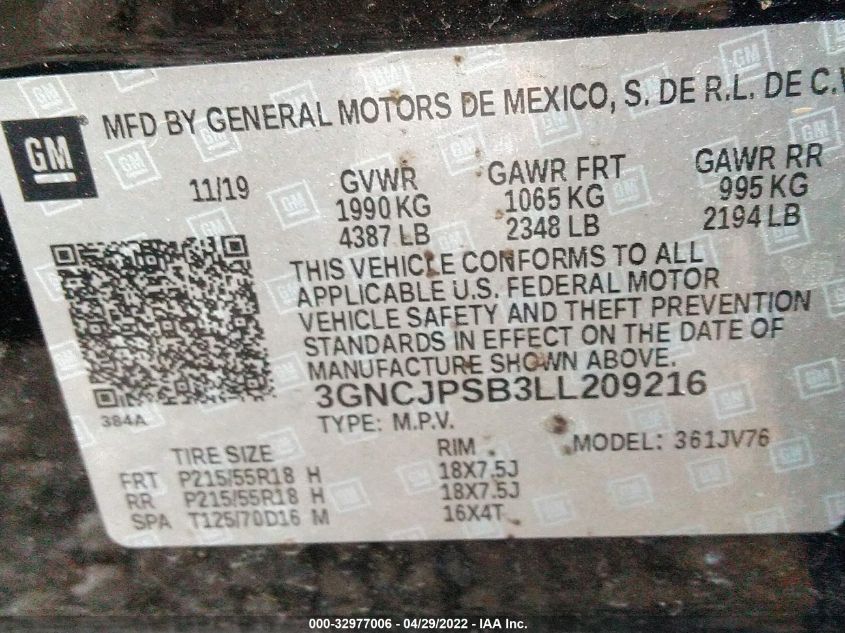 GM
MFD BY GENERAL MOTORS DE MEXICO, S. DE R.L. DE C.V
11/19 GVWR GAWR FRT GAWR RR
1990 KG 1065 KG 995 KG
4387 LB 2348 LB 2194 LB
THIS VEHICLE CONFORMS TO ALL
APPLICABLE U.S. FEDERAL MOTOR
VEHICLE SAFETY AND THEFT PREVENTION
STANDARDS IN EFFECT ON THE DATE OF
MANUFACTURE SHOWN ABOVE.
3GNCJPSB3LL209216
384A
TYPE: M.P.V.
TIRE SIZE RIM MODEL: 361JV76
FRT P215/55R18 H 18X7.5J
RR P215/55R18 H 18X7.5J
SPA T125/70D16 M 16X4T
000-32977006 - 04/29/2022 - IAA Inc.